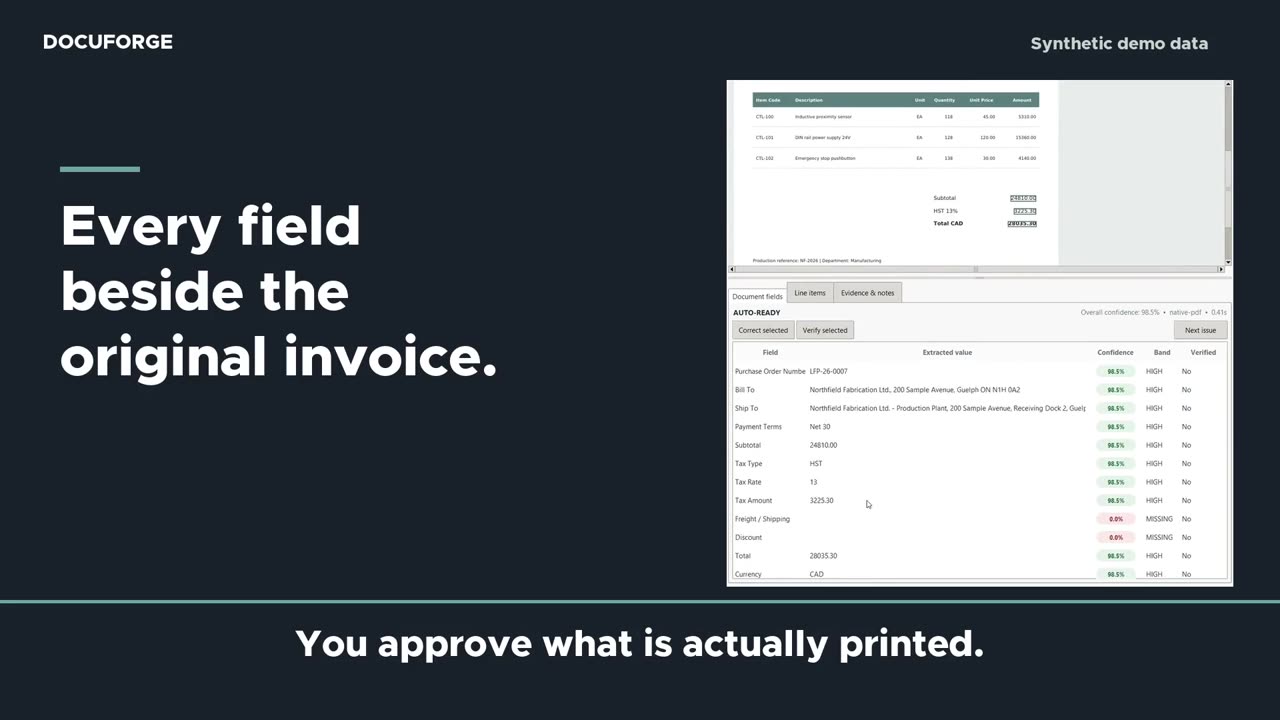 DOCUFORGE
Synthetic demo data
Every field
beside the
original invoice.
Item Code Description Unit Quantity Unit Price Amount
CTL-100 Inductive proximity sensor EA 118 45.00 5310.00
CTL-101 DIN rail power supply 24V EA 128 120.00 15360.00
CTL-102 Emergency stop pushbutton EA 138 30.00 4140.00
Subtotal 24810.00
HST 13% 3225.30
Total CAD 28035.30
Production reference: NF-2026 | Department: Manufacturing
Document fields Line items Evidence & notes
AUTO-READY Overall confidence: 98.5% • native-pdf • 0.41s
Correct selected Verify selected Next issue
Field Extracted value Confidence Band Verified
Purchase Order Numbe LFP-26-0007 98.5% HIGH No
Bill To Northfield Fabrication Ltd., 200 Sample Avenue, Guelph ON N1H 0A2 98.5% HIGH No
Ship To Northfield Fabrication Ltd. - Production Plant, 200 Sample Avenue, Receiving Dock 2, Guelp 98.5% HIGH No
Payment Terms Net 30 98.5% HIGH No
Subtotal 24810.00 98.5% HIGH No
Tax Type HST 98.5% HIGH No
Tax Rate 13 98.5% HIGH No
Tax Amount 3225.30 98.5% HIGH No
Freight / Shipping 0.0% MISSING No
Discount 0.0% MISSING No
Total 28035.30 98.5% HIGH No
Currency CAD 98.5% HIGH No
You approve what is actually printed.